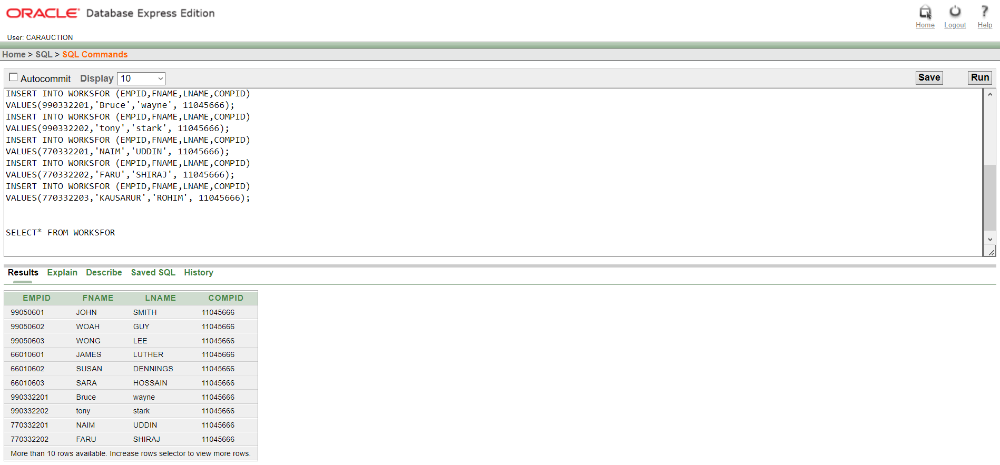 ORACLE Database Express Edition
Home Logout Help
User: CARAUCTION
Home > SQL > SQL Commands
Autocommit Display 10 Save Run
INSERT INTO WORKSFOR (EMPID,FNAME,LNAME,COMPID)
VALUES(990332201,'Bruce','wayne', 11045666);
INSERT INTO WORKSFOR (EMPID,FNAME,LNAME,COMPID)
VALUES(990332202,'tony','stark', 11045666);
INSERT INTO WORKSFOR (EMPID,FNAME,LNAME,COMPID)
VALUES(770332201,'NAIM','UDDIN', 11045666);
INSERT INTO WORKSFOR (EMPID,FNAME,LNAME,COMPID)
VALUES(770332202,'FARU','SHIRAJ', 11045666);
INSERT INTO WORKSFOR (EMPID,FNAME,LNAME,COMPID)
VALUES(770332203,'KAUSARUR','ROHIM', 11045666);
SELECT* FROM WORKSFOR
Results Explain Describe Saved SQL History
EMPID FNAME LNAME COMPID
99050601 JOHN SMITH 11045666
99050602 WOAH GUY 11045666
99050603 WONG LEE 11045666
66010601 JAMES LUTHER 11045666
66010602 SUSAN DENNINGS 11045666
66010603 SARA HOSSAIN 11045666
990332201 Bruce wayne 11045666
990332202 tony stark 11045666
770332201 NAIM UDDIN 11045666
770332202 FARU SHIRAJ 11045666
More than 10 rows available. Increase rows selector to view more rows.